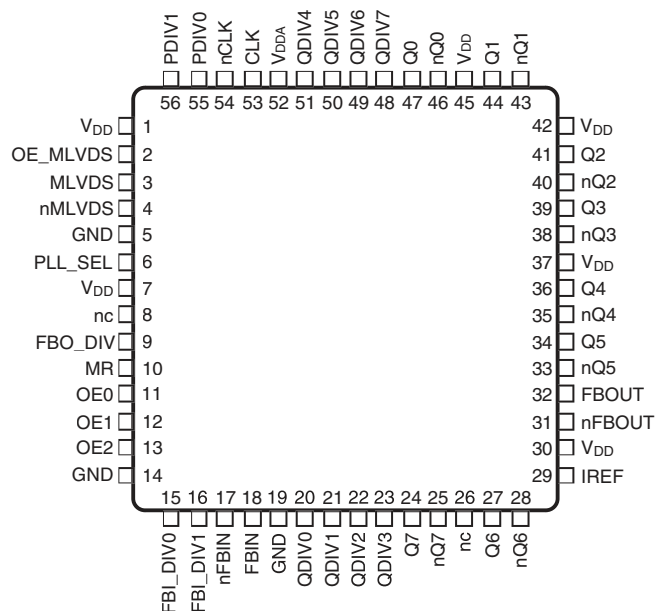 PDIV1 PDIV0 nCLK CLK VDDA QDIV4 QDIV5 QDIV6 QDIV7 Q0 nQ0 VDD Q1 nQ1
56 55 54 53 52 51 50 49 48 47 46 45 44 43
VDD 1 42 VDD
OE_MLVDS 2 41 Q2
MLVDS 3 40 nQ2
nMLVDS 4 39 Q3
GND 5 38 nQ3
PLL_SEL 6 37 VDD
VDD 7 36 Q4
nc 8 35 nQ4
FBO_DIV 9 34 Q5
MR 10 33 nQ5
OE0 11 32 FBOUT
OE1 12 31 nFBOUT
OE2 13 30 VDD
GND 14 29 IREF
15 16 17 18 19 20 21 22 23 24 25 26 27 28
FBI_DIV0 FBI_DIV1 nFBIN FBIN GND QDIV0 QDIV1 QDIV2 QDIV3 Q7 nQ7 nc Q6 nQ6